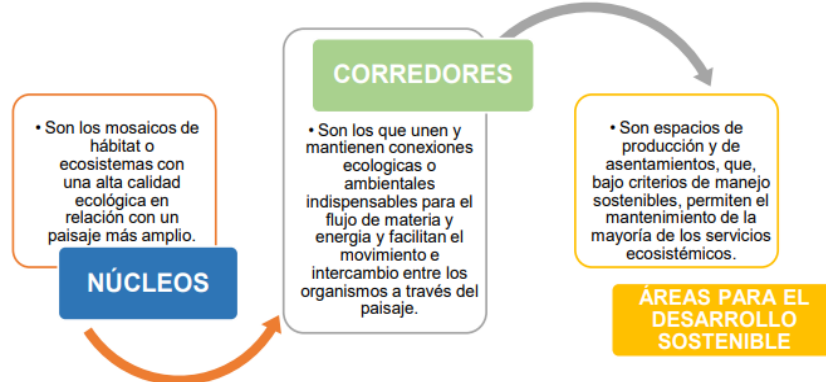 • Son los mosaicos de
hábitat o
ecosistemas con
una alta calidad
ecológica en
relación con un
paisaje más amplio.
NÚCLEOS
CORREDORES
• Son los que unen y
mantienen conexiones
ecologicas o
ambientales
indispensables para el
flujo de materia y
energia y facilitan el
movimiento e
intercambio entre los
organismos a través del
paisaje.
• Son espacios de
producción y de
asentamientos, que,
bajo criterios de manejo
sostenibles, permiten el
mantenimiento de la
mayoría de los servicios
ecosistémicos.
ÁREAS PARA EL
DESARROLLO
SOSTENIBLE